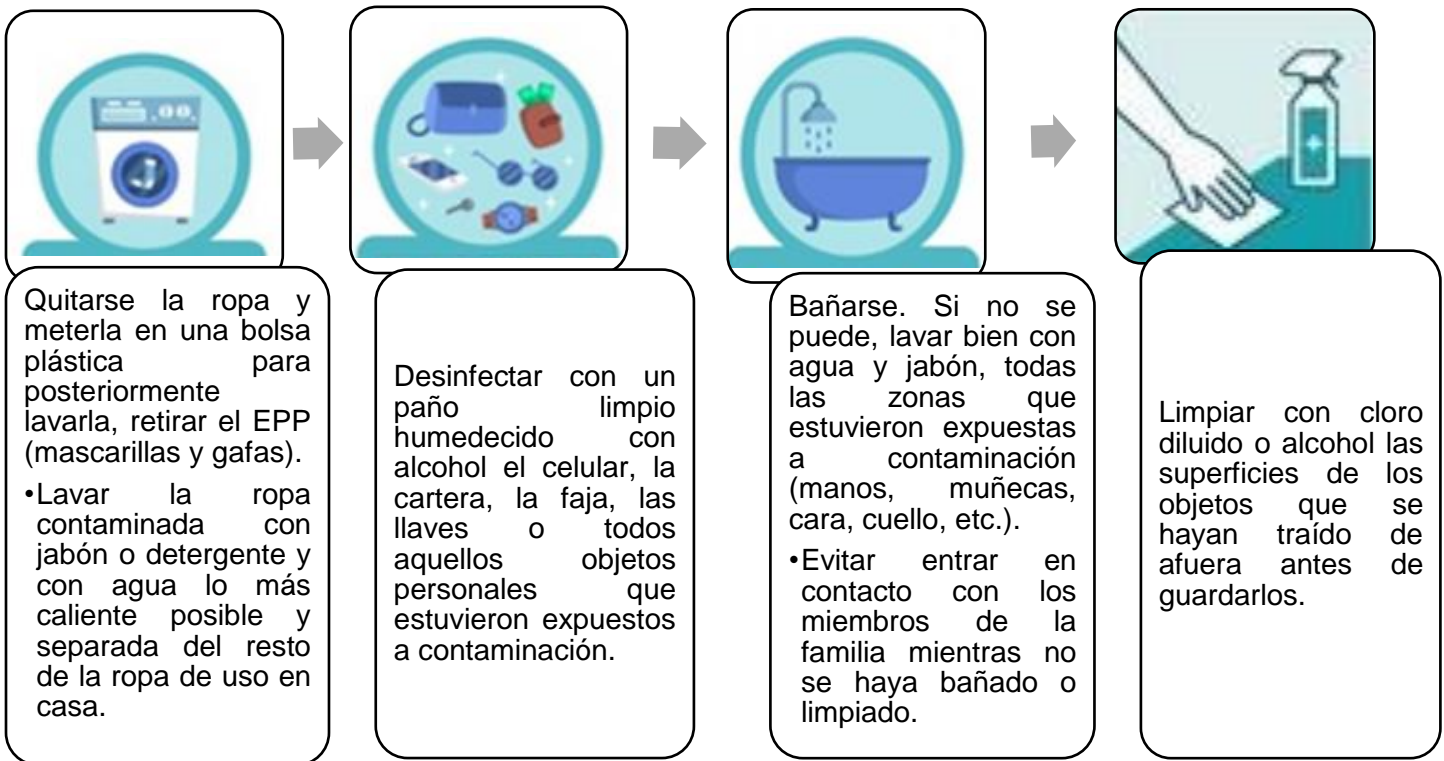 Quitarse la ropa y
meterla en una bolsa
plástica para
posteriormente
lavarla, retirar el EPP
(mascarillas y gafas).
•Lavar la ropa
contaminada con
jabón o detergente y
con agua lo más
caliente posible y
separada del resto
de la ropa de uso en
casa.
Desinfectar con un
paño limpio
humedecido con
alcohol el celular, la
cartera, la faja, las
llaves o todos
aquellos objetos
personales que
estuvieron expuestos
a contaminación.
Bañarse. Si no se
puede, lavar bien con
agua y jabón, todas
las zonas que
estuvieron expuestas
a contaminación
(manos, muñecas,
cara, cuello, etc.).
•Evitar entrar en
contacto con los
miembros de la
familia mientras no
se haya bañado o
limpiado.
Limpiar con cloro
diluido o alcohol las
superficies de los
objetos que se
hayan traído de
afuera antes de
guardarlos.